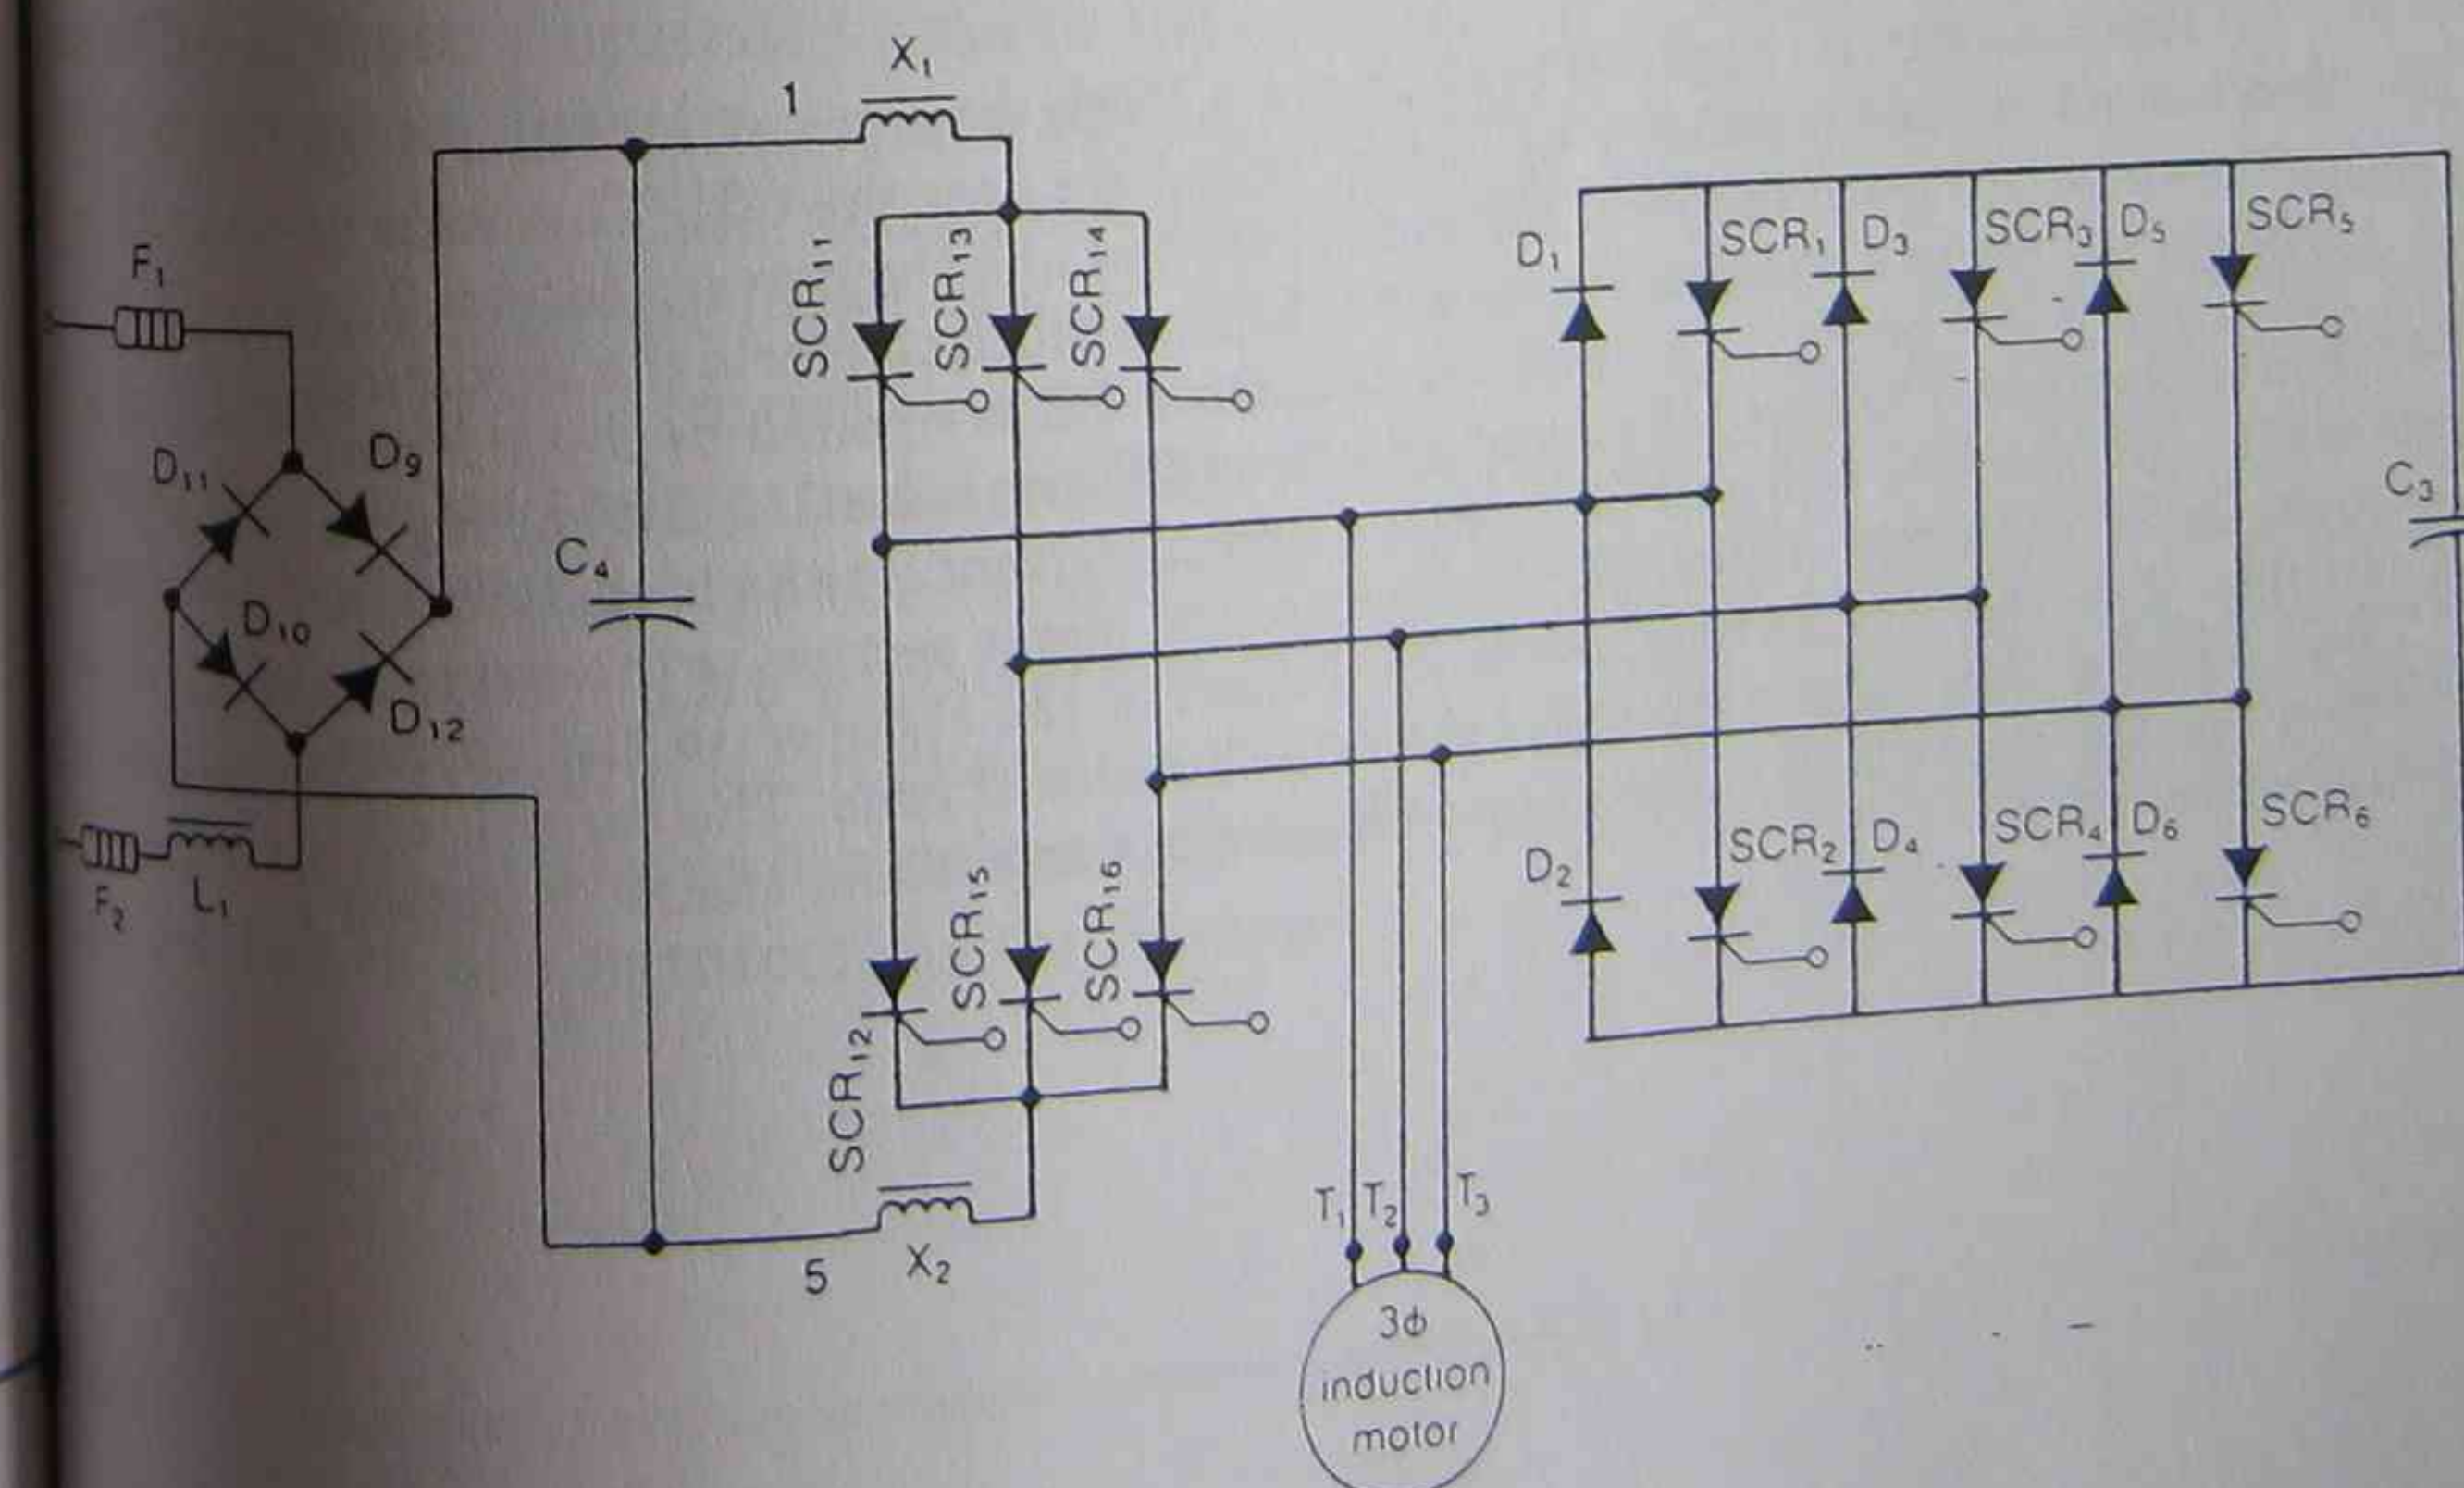 X₁
1
F₁
D₁₁
D₉
D₁₀
D₁₂
F₂
L₁
C₄
SCR₁₁
SCR₁₃
SCR₁₄
SCR₁₂
SCR₁₅
SCR₁₆
5
X₂
D₁
SCR₁
D₃
SCR₃
D₅
SCR₅
C₃
D₂
SCR₂
D₄
SCR₄
D₆
SCR₆
T₁
T₂
T₃
3ϕ
induction
motor